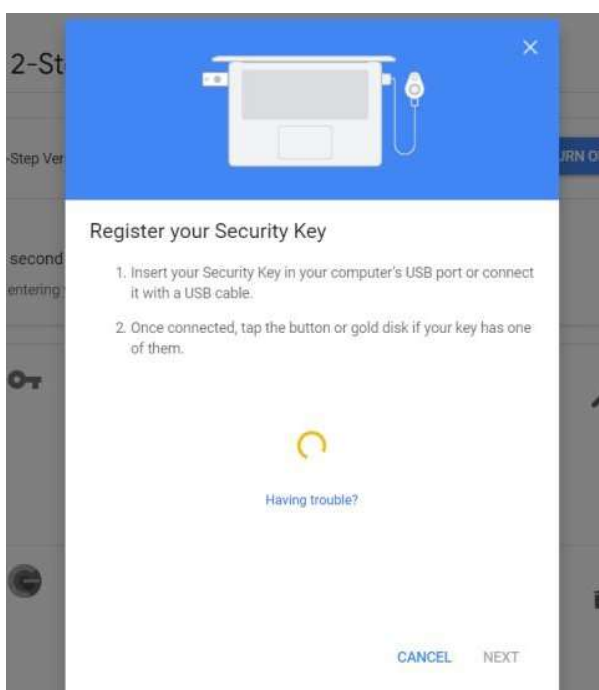 2-St
-Step Ver
URN O
second
entering
Register your Security Key
1. Insert your Security Key in your computer's USB port or connect
it with a USB cable.
2. Once connected, tap the button or gold disk if your key has one
of them.
Having trouble?
CANCEL NEXT